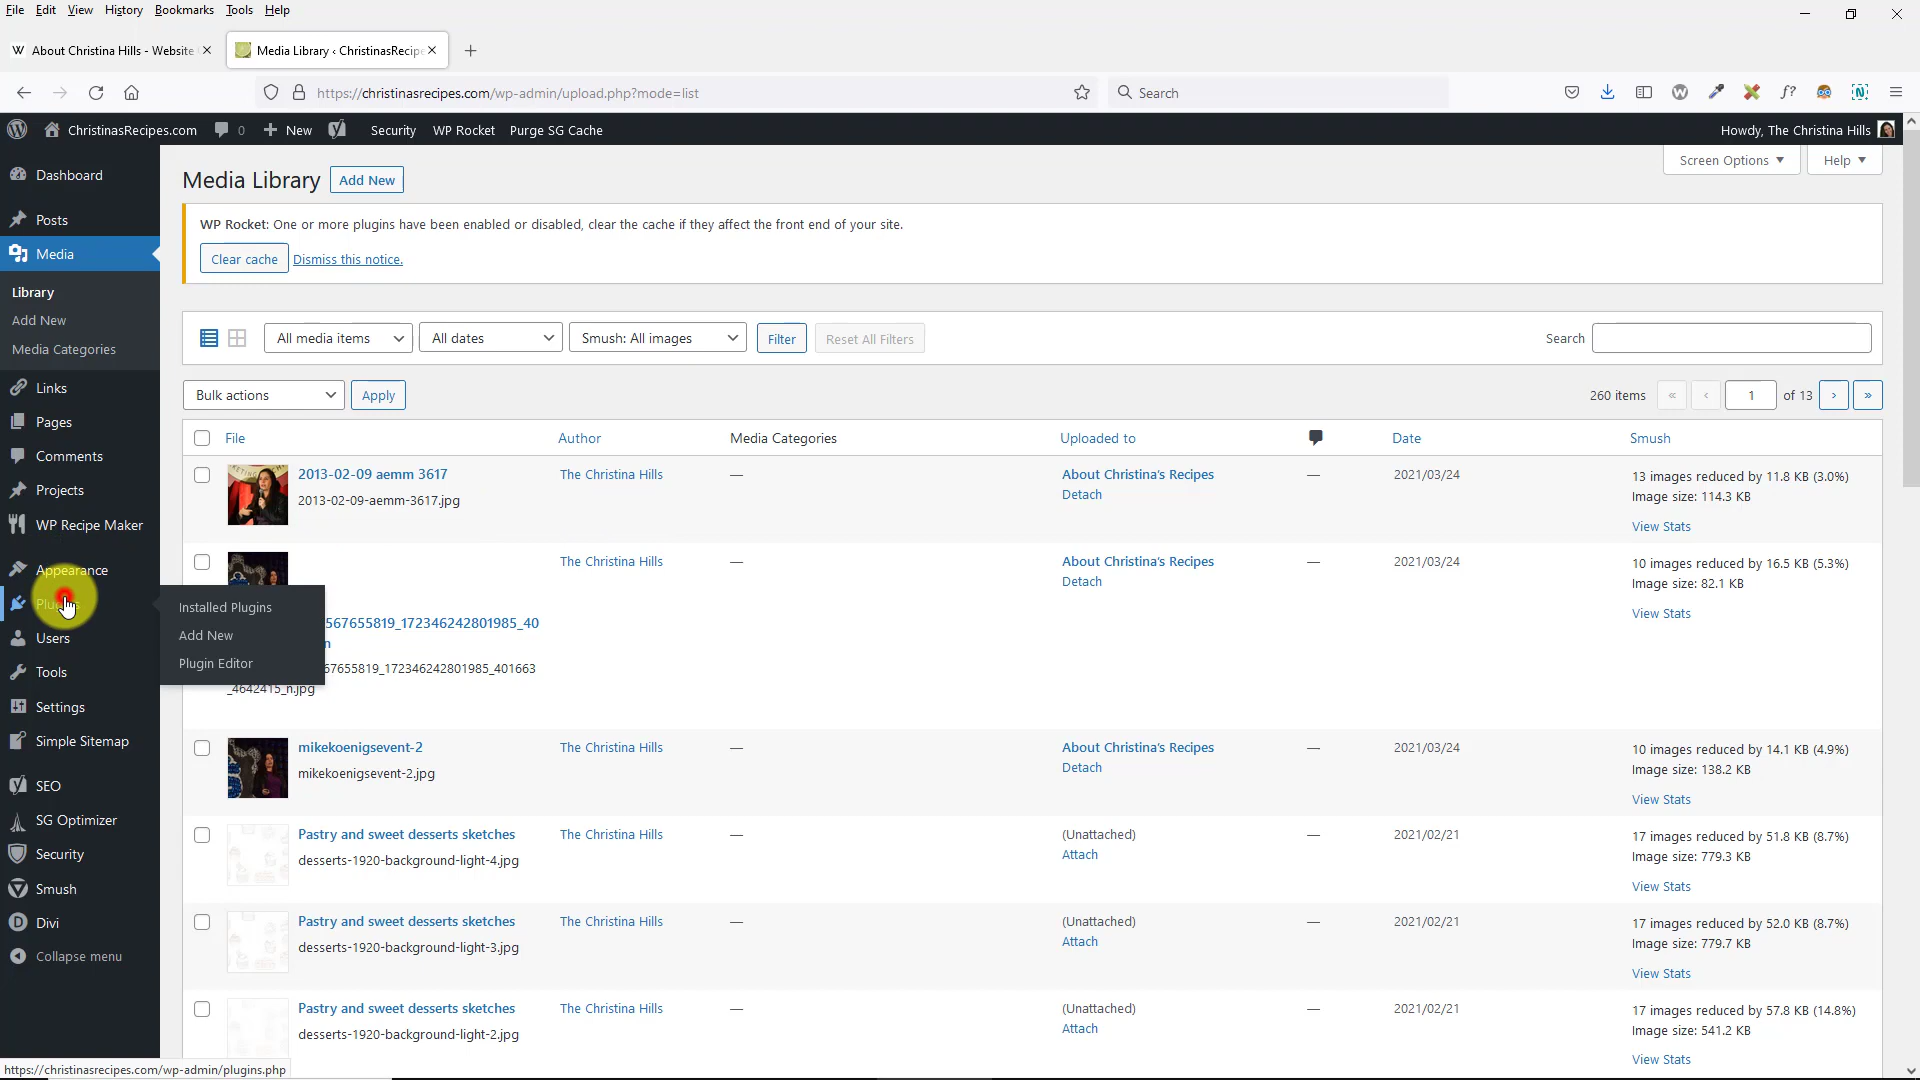 File Edit View History Bookmarks Tools Help
W About Christina Hills - Website
Media Library ‹ ChristinasRecipe
https://christinasrecipes.com/wp-admin/upload.php?mode=list
Search
ChristinasRecipes.com 0 New Security WP Rocket Purge SG Cache
Howdy, The Christina Hills
Dashboard
Posts
Media
Library
Add New
Media Categories
Links
Pages
Comments
Projects
WP Recipe Maker
Appearance
Users
Tools
Settings
Simple Sitemap
SEO
SG Optimizer
Security
Smush
Divi
Collapse menu
Installed Plugins
Add New
Plugin Editor
Screen Options Help
Media Library Add New
WP Rocket: One or more plugins have been enabled or disabled, clear the cache if they affect the front end of your site.
Clear cache Dismiss this notice.
All media items All dates Smush: All images Filter Reset All Filters
Search
Bulk actions Apply
260 items « ‹ 1 of 13 › »
File Author Media Categories Uploaded to Date Smush
2013-02-09 aemm 3617 The Christina Hills — About Christina's Recipes — 2021/03/24 13 images reduced by 11.8 KB (3.0%)
2013-02-09-aemm-3617.jpg Detach Image size: 114.3 KB
View Stats
The Christina Hills — About Christina's Recipes — 2021/03/24 10 images reduced by 16.5 KB (5.3%)
Detach Image size: 82.1 KB
View Stats
567655819_172346242801985_40
n
67655819_172346242801985_401663
_4642415_n.jpg
mikekoenigsevent-2 The Christina Hills — About Christina's Recipes — 2021/03/24 10 images reduced by 14.1 KB (4.9%)
mikekoenigsevent-2.jpg Detach Image size: 138.2 KB
View Stats
Pastry and sweet desserts sketches The Christina Hills — (Unattached) — 2021/02/21 17 images reduced by 51.8 KB (8.7%)
desserts-1920-background-light-4.jpg Attach Image size: 779.3 KB
View Stats
Pastry and sweet desserts sketches The Christina Hills — (Unattached) — 2021/02/21 17 images reduced by 52.0 KB (8.7%)
desserts-1920-background-light-3.jpg Attach Image size: 779.7 KB
View Stats
Pastry and sweet desserts sketches The Christina Hills — (Unattached) — 2021/02/21 17 images reduced by 57.8 KB (14.8%)
desserts-1920-background-light-2.jpg Attach Image size: 541.2 KB
View Stats
https://christinasrecipes.com/wp-admin/plugins.php